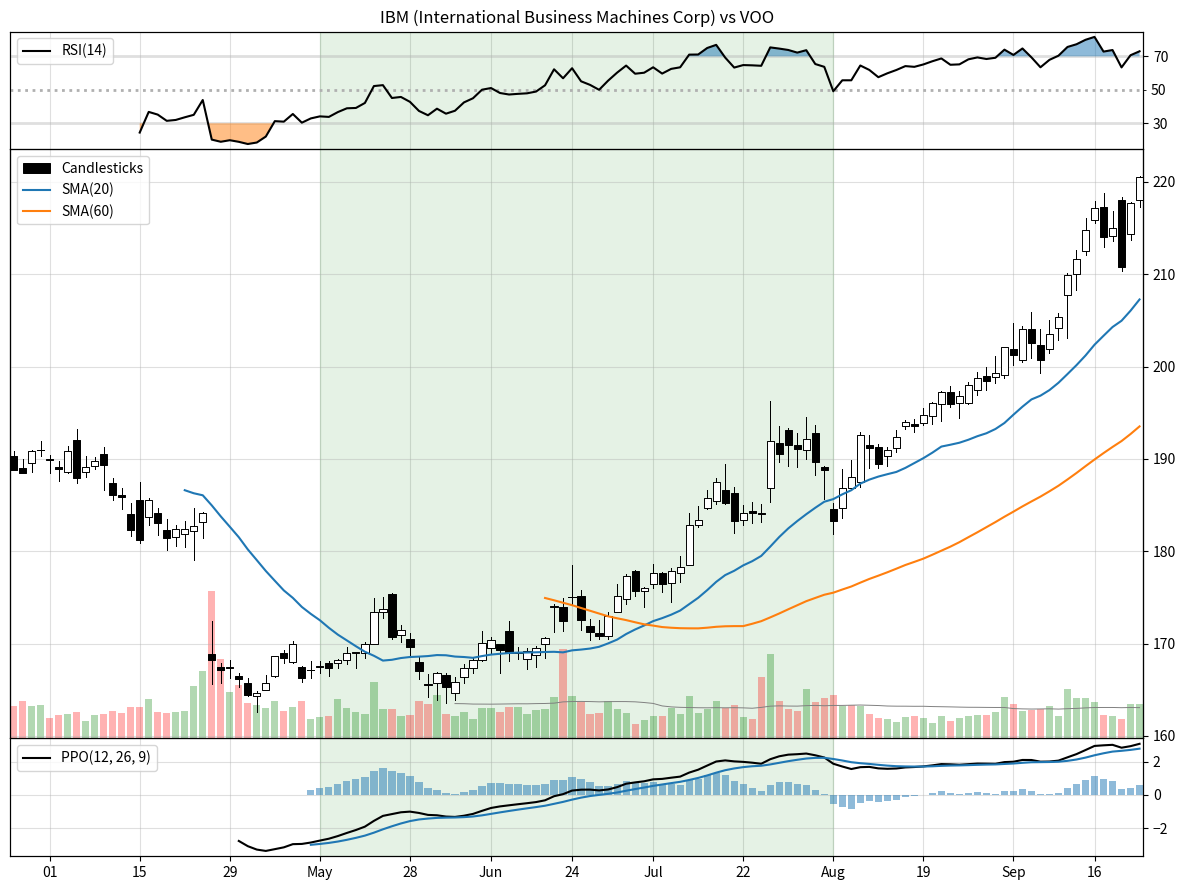 IBM (International Business Machines Corp) vs VOO
RSI(14)
70
50
30
Candlesticks
SMA(20)
SMA(60)
220
210
200
190
180
170
160
PPO(12, 26, 9)
2
0
−2
01 15 29 May 28 Jun 24 Jul 22 Aug 19 Sep 16